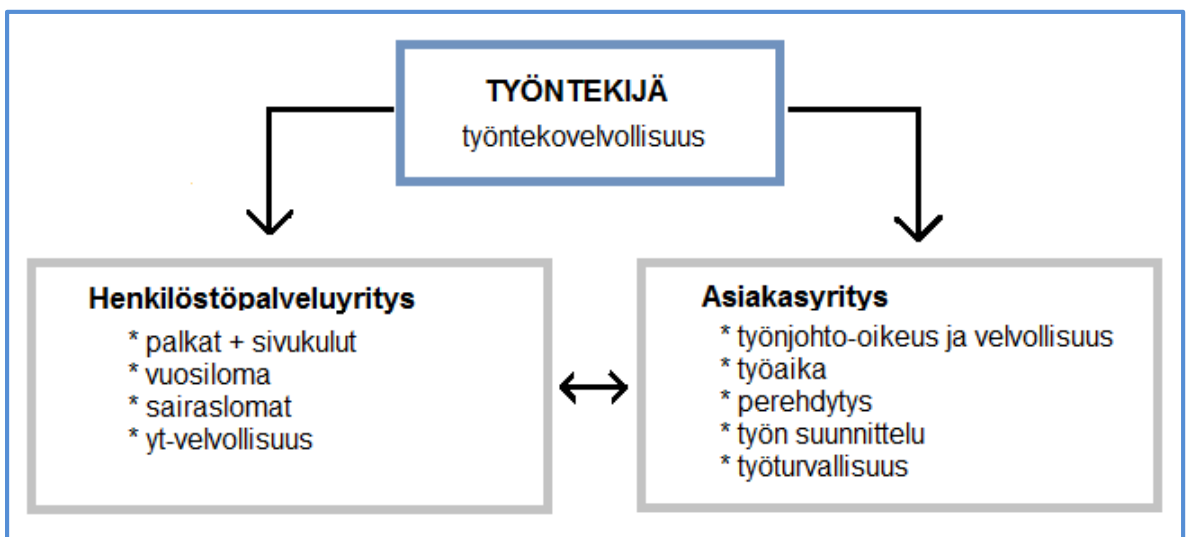 TYÖNTEKIJÄ
työntekovelvollisuus
Henkilöstöpalveluyritys
* palkat + sivukulut
* vuosiloma
* sairaslomat
* yt-velvollisuus
Asiakasyritys
* työnjohto-oikeus ja velvollisuus
* työaika
* perehdytys
* työn suunnittelu
* työturvallisuus